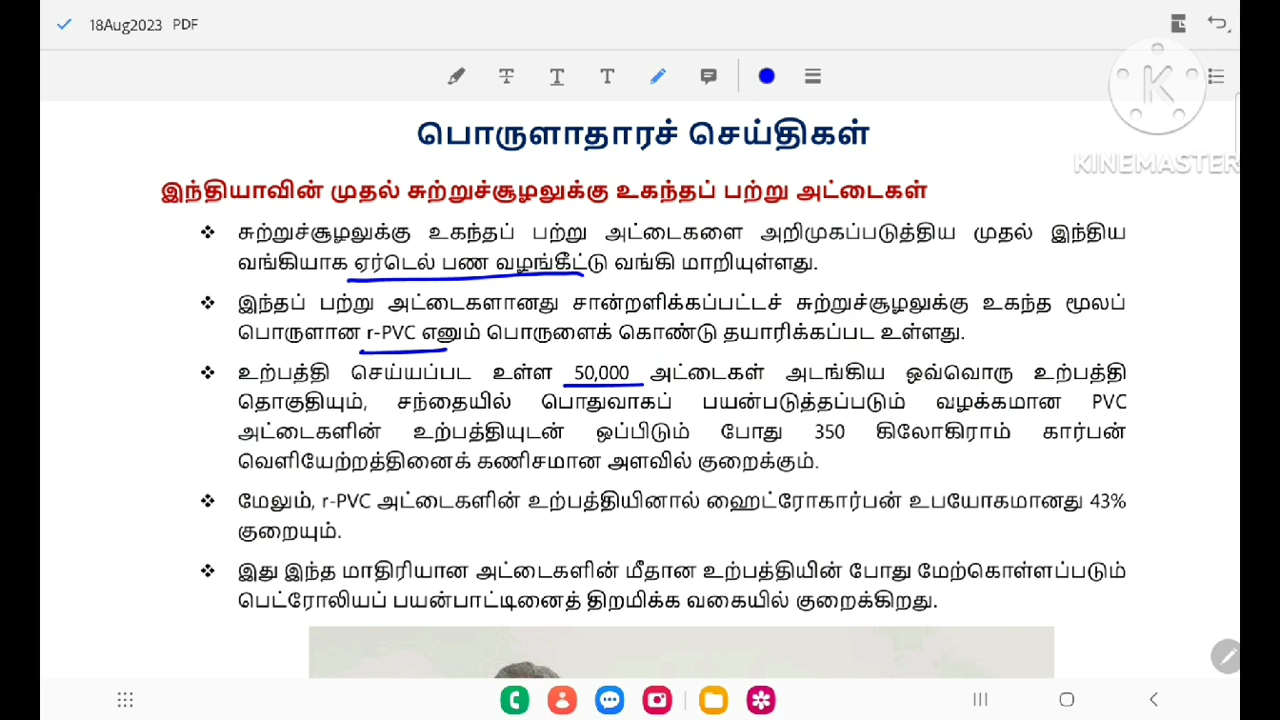 18Aug2023 PDF
K
KINEMASTER
பொருளாதாரச் செய்திகள்
இந்தியாவின் முதல் சுற்றுச்சூழலுக்கு உகந்தப் பற்று அட்டைகள்
❖ சுற்றுச்சூழலுக்கு உகந்தப் பற்று அட்டைகளை அறிமுகப்படுத்திய முதல் இந்திய
வங்கியாக ஏர்டெல் பண வழங்கீட்டு வங்கி மாறியுள்ளது.
❖ இந்தப் பற்று அட்டைகளானது சான்றளிக்கப்பட்டச் சுற்றுச்சூழலுக்கு உகந்த மூலப்
பொருளான r-PVC எனும் பொருளைக் கொண்டு தயாரிக்கப்பட உள்ளது.
❖ உற்பத்தி செய்யப்பட உள்ள 50,000 அட்டைகள் அடங்கிய ஒவ்வொரு உற்பத்தி
தொகுதியும், சந்தையில் பொதுவாகப் பயன்படுத்தப்படும் வழக்கமான PVC
அட்டைகளின் உற்பத்தியுடன் ஒப்பிடும் போது 350 கிலோகிராம் கார்பன்
வெளியேற்றத்தினைக் கணிசமான அளவில் குறைக்கும்.
❖ மேலும், r-PVC அட்டைகளின் உற்பத்தியினால் ஹைட்ரோகார்பன் உபயோகமானது 43%
குறையும்.
❖ இது இந்த மாதிரியான அட்டைகளின் மீதான உற்பத்தியின் போது மேற்கொள்ளப்படும்
பெட்ரோலியப் பயன்பாட்டினைத் திறமிக்க வகையில் குறைக்கிறது.